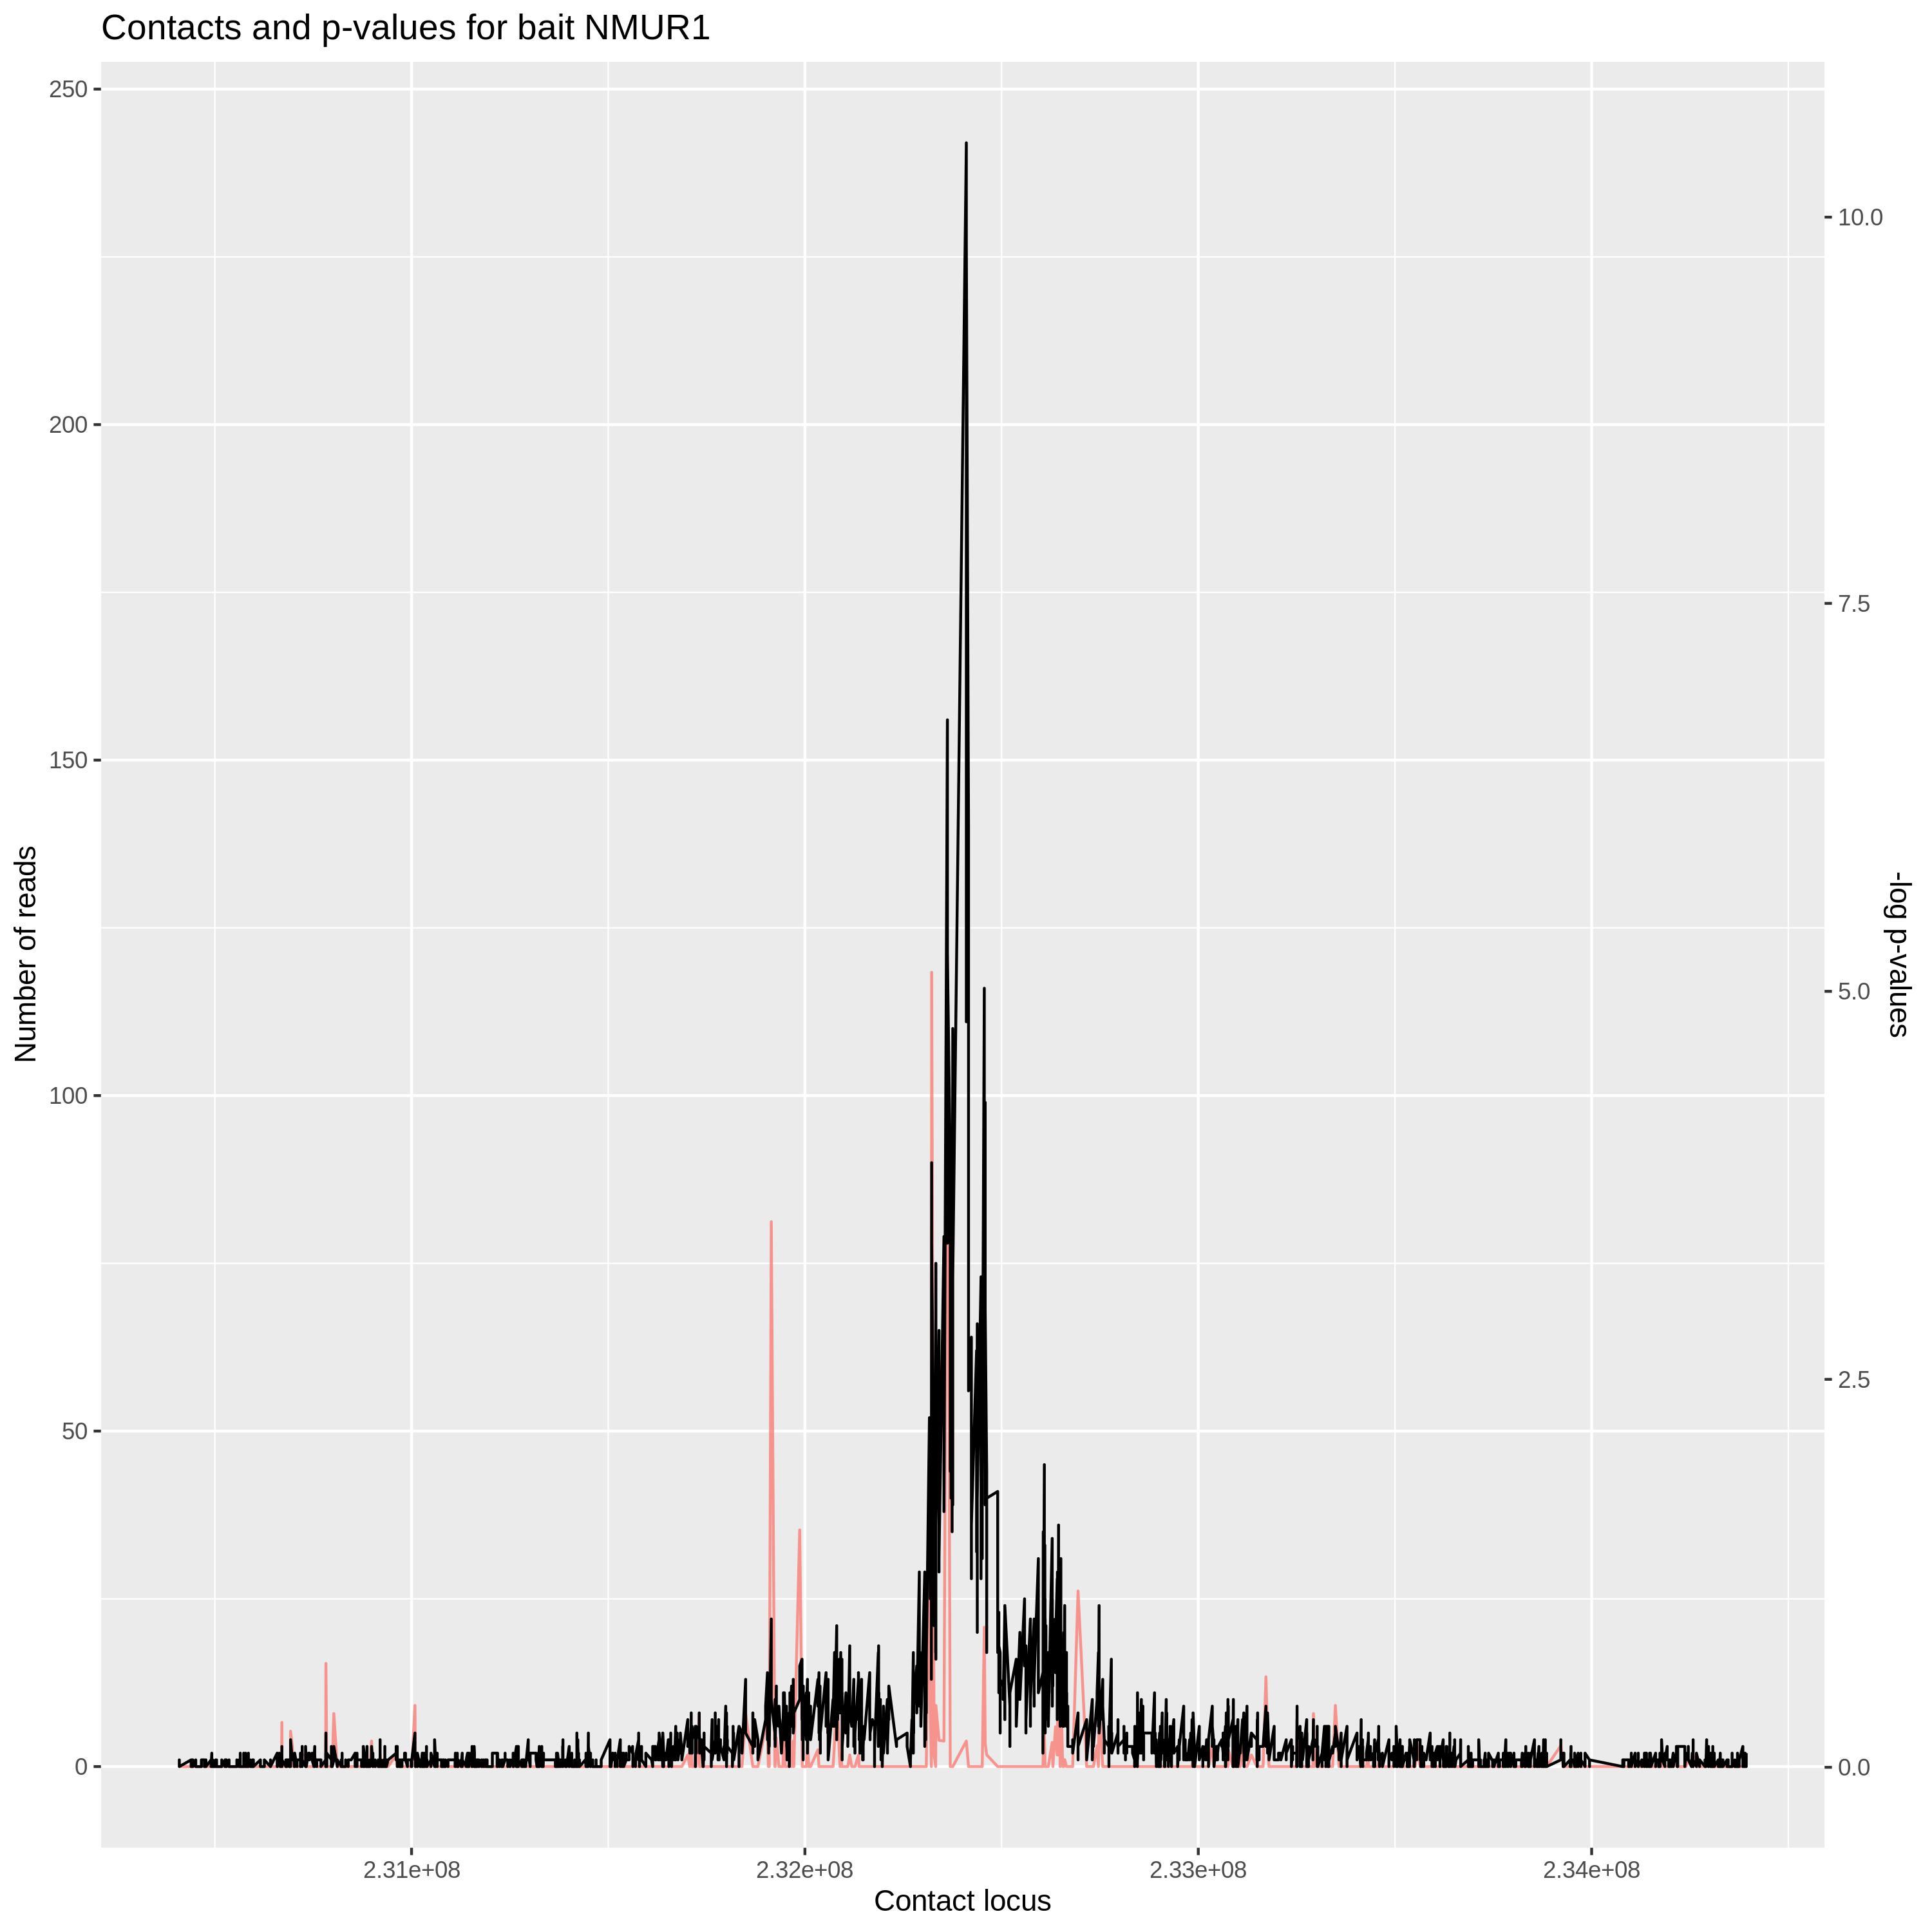 Contacts and p-values for bait NMUR1
250
200
150
100
50
0
Number of reads
10.0
7.5
5.0
2.5
0.0
-log p-values
2.31e+08
2.32e+08
2.33e+08
2.34e+08
Contact locus